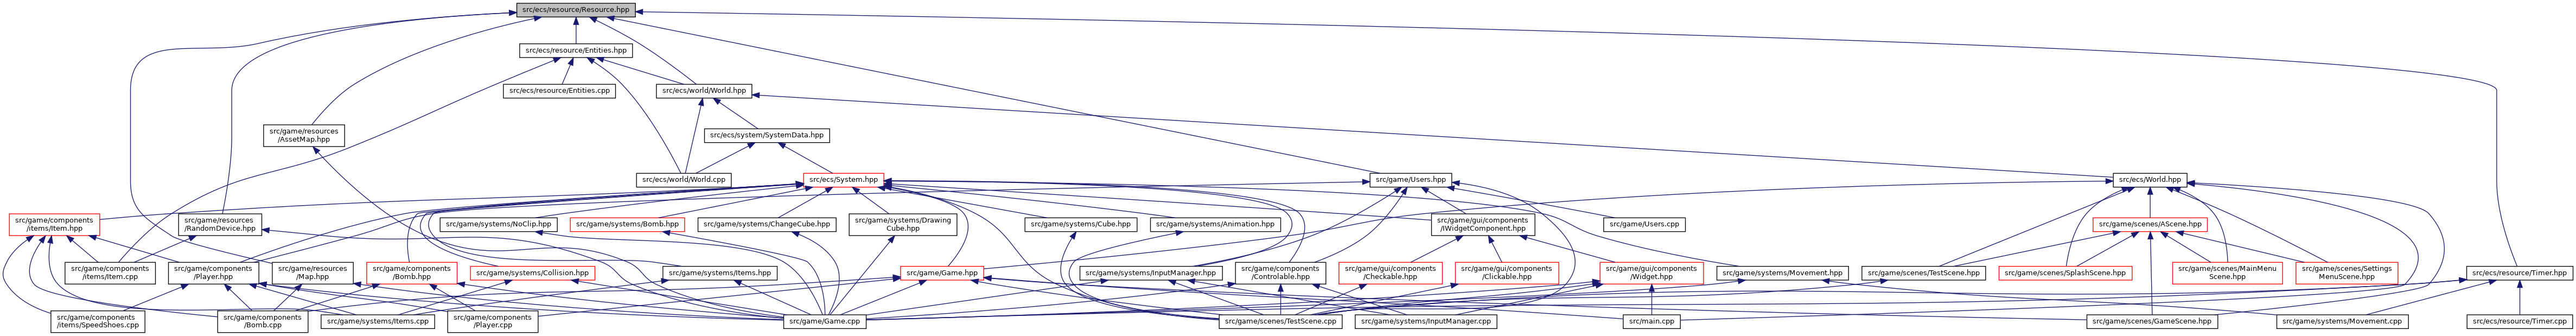 src/ecs/resource/Resource.hpp
src/ecs/resource/Entities.hpp
src/ecs/resource/Entities.cpp
src/ecs/world/World.hpp
src/game/resources
/AssetMap.hpp
src/ecs/system/SystemData.hpp
src/ecs/world/World.cpp
src/ecs/System.hpp
src/game/Users.hpp
src/ecs/World.hpp
src/game/components
/items/Item.hpp
src/game/resources
/RandomDevice.hpp
src/game/systems/NoClip.hpp
src/game/systems/Bomb.hpp
src/game/systems/ChangeCube.hpp
src/game/systems/Drawing
Cube.hpp
src/game/systems/Cube.hpp
src/game/systems/Animation.hpp
src/game/gui/components
/IWidgetComponent.hpp
src/game/Users.cpp
src/game/scenes/AScene.hpp
src/game/components
/items/Item.cpp
src/game/components
/Player.hpp
src/game/resources
/Map.hpp
src/game/components
/Bomb.hpp
src/game/systems/Collision.hpp
src/game/systems/Items.hpp
src/game/Game.hpp
src/game/systems/InputManager.hpp
src/game/components
/Controlable.hpp
src/game/gui/components
/Checkable.hpp
src/game/gui/components
/Clickable.hpp
src/game/gui/components
/Widget.hpp
src/game/systems/Movement.hpp
src/game/scenes/TestScene.hpp
src/game/scenes/SplashScene.hpp
src/game/scenes/MainMenu
Scene.hpp
src/game/scenes/Settings
MenuScene.hpp
src/ecs/resource/Timer.hpp
src/game/components
/items/SpeedShoes.cpp
src/game/components
/Bomb.cpp
src/game/systems/Items.cpp
src/game/components
/Player.cpp
src/game/Game.cpp
src/game/scenes/TestScene.cpp
src/game/systems/InputManager.cpp
src/main.cpp
src/game/scenes/GameScene.hpp
src/game/systems/Movement.cpp
src/ecs/resource/Timer.cpp